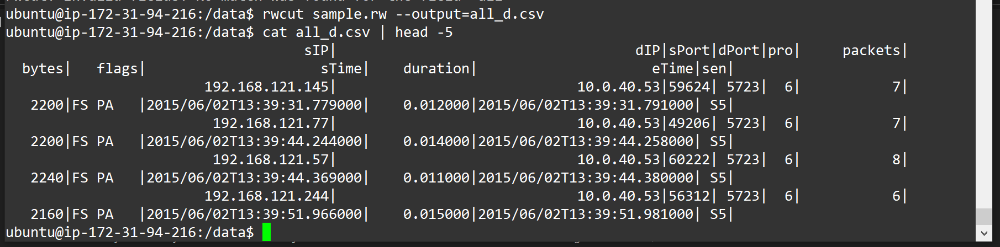 ubuntu@ip-172-31-94-216:/data$ rwcut sample.rw --output=all_d.csv
ubuntu@ip-172-31-94-216:/data$ cat all_d.csv | head -5
                                    sIP|                                    dIP|sPort|dPort|pro|     packets|
  bytes|   flags|                     sTime|    duration|                     eTime|sen|
                        192.168.121.145|                             10.0.40.53|59624| 5723|  6|           7|
   2200|FS PA   |2015/06/02T13:39:31.779000|    0.012000|2015/06/02T13:39:31.791000| S5|
                         192.168.121.77|                             10.0.40.53|49206| 5723|  6|           7|
   2200|FS PA   |2015/06/02T13:39:44.244000|    0.014000|2015/06/02T13:39:44.258000| S5|
                         192.168.121.57|                             10.0.40.53|60222| 5723|  6|           8|
   2240|FS PA   |2015/06/02T13:39:44.369000|    0.011000|2015/06/02T13:39:44.380000| S5|
                        192.168.121.244|                             10.0.40.53|56312| 5723|  6|           6|
   2160|FS PA   |2015/06/02T13:39:51.966000|    0.015000|2015/06/02T13:39:51.981000| S5|
ubuntu@ip-172-31-94-216:/data$